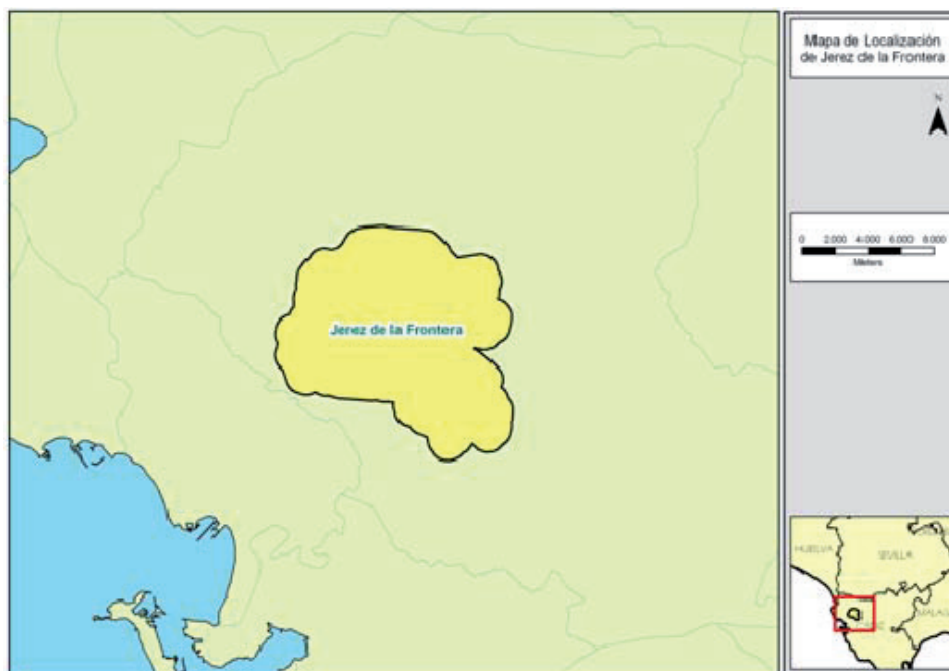 Mapa de Localización
de Jerez de la Frontera
N
Jerez de la Frontera
0 2.000 4.000 6.000 8.000
Meters
HUELVA
SEVILLA